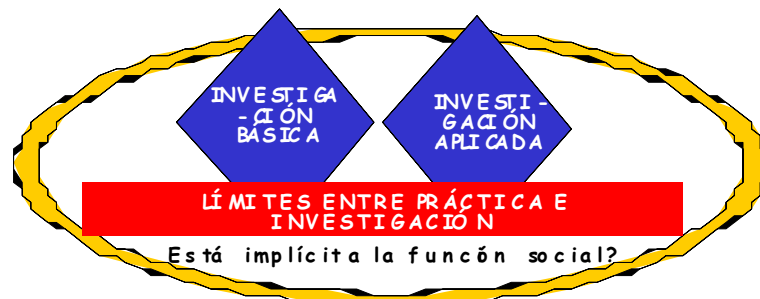 INVESTIGA
-CIÓN
BÁSICA
INVESTI-
GACIÓN
APLICADA
LÍMITES ENTRE PRÁCTICA E
INVESTIGACIÓN
Está implícita la funcón social?